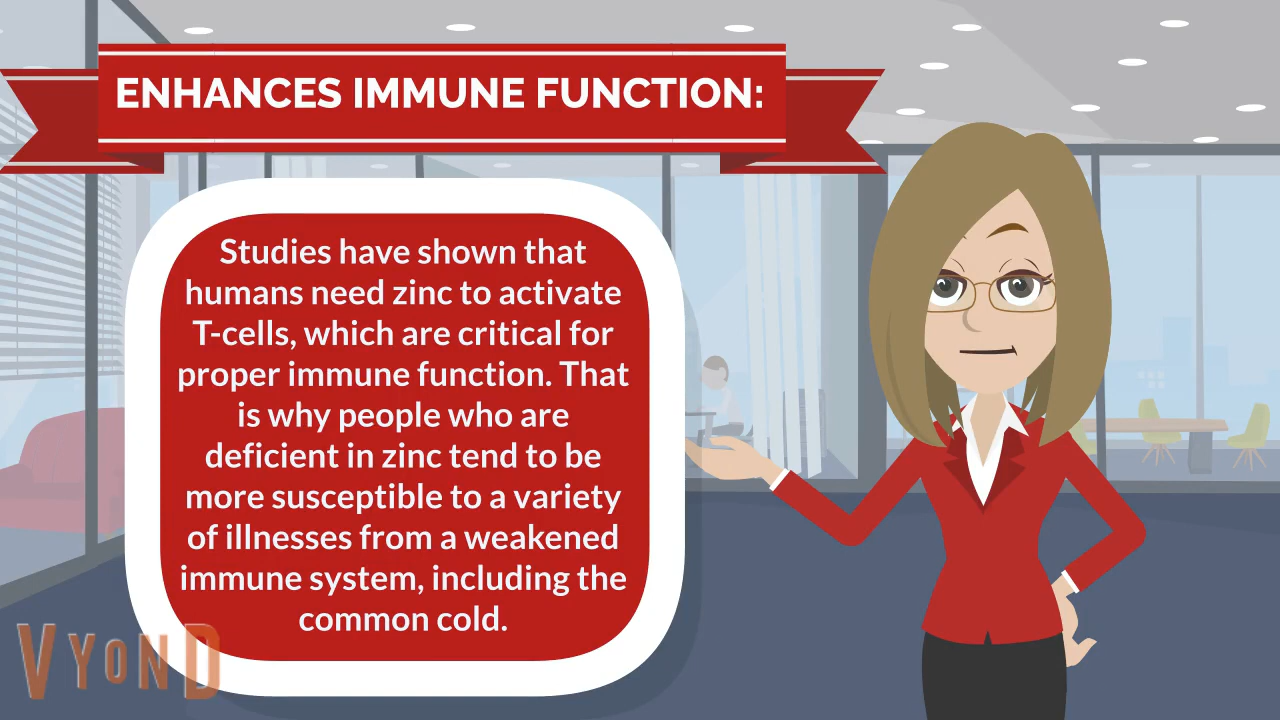 ENHANCES IMMUNE FUNCTION:
Studies have shown that
humans need zinc to activate
T-cells, which are critical for
proper immune function. That
is why people who are
deficient in zinc tend to be
more susceptible to a variety
of illnesses from a weakened
immune system, including the
common cold.
VYOND